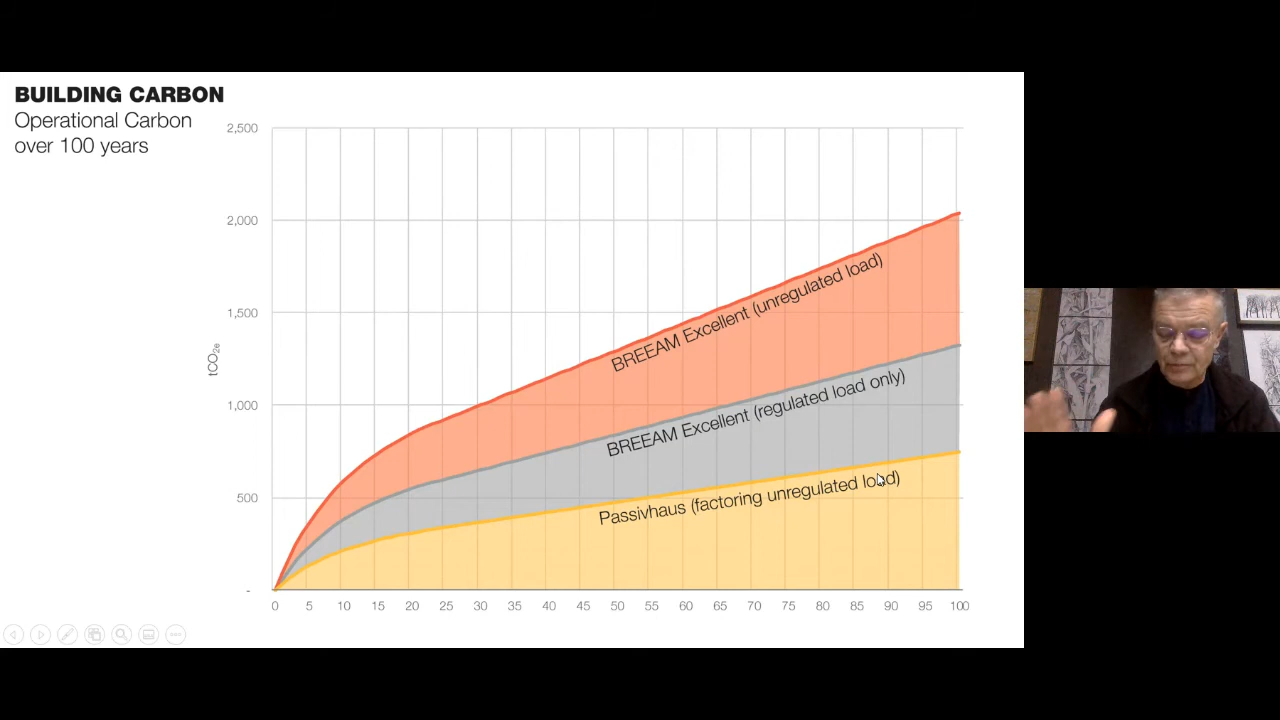 BUILDING CARBON
Operational Carbon
over 100 years
2,500
2,000
1,500
1,000
500
-
tCO2e
BREEAM Excellent (unregulated load)
BREEAM Excellent (regulated load only)
Passivhaus (factoring unregulated load)
0 5 10 15 20 25 30 35 40 45 50 55 60 65 70 75 80 85 90 95 100